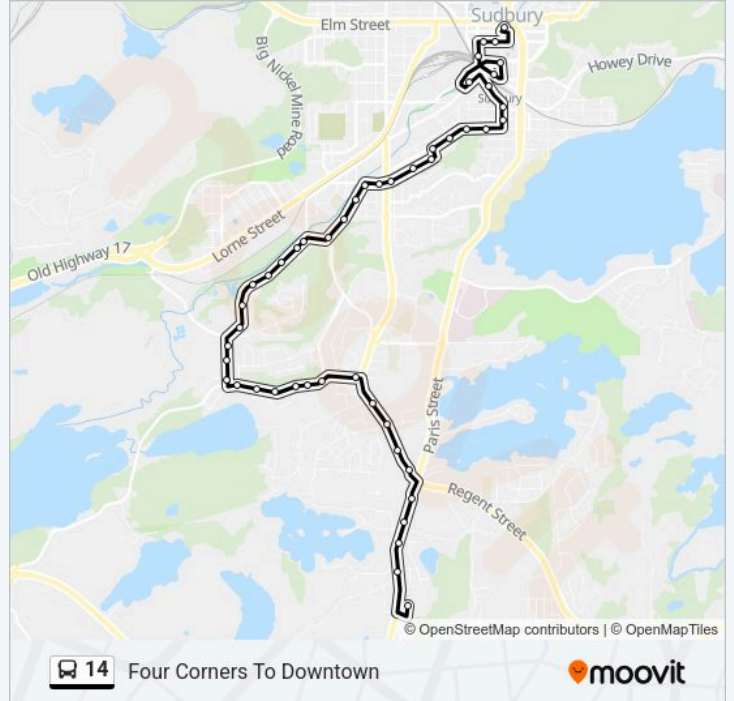 Sudbury
Elm Street
Howey Drive
Big Nickel Mine Road
Sudbury
Lorne Street
Old Highway 17
Paris Street
Regent Street
© OpenStreetMap contributors | © OpenMapTiles
14 Four Corners To Downtown
moovit